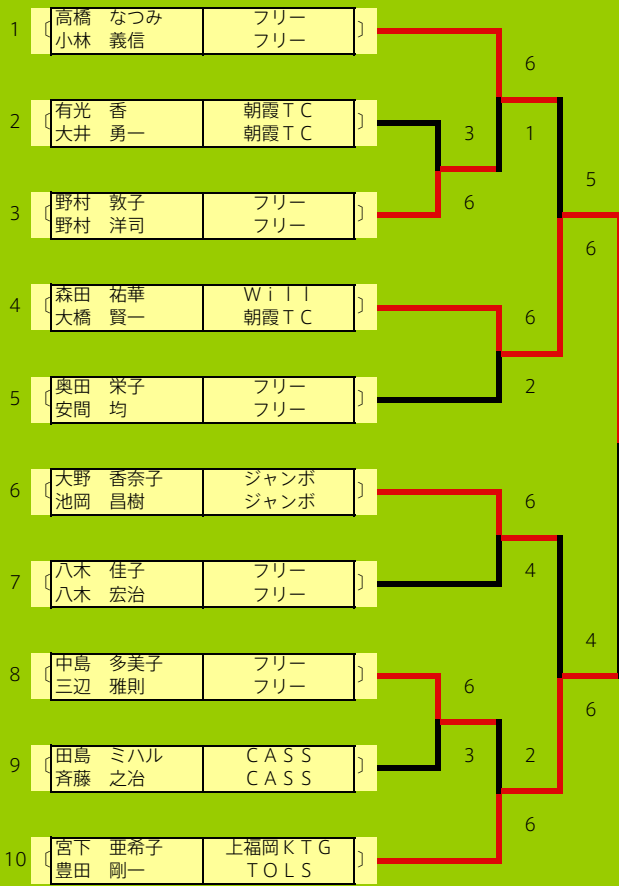 1 〔 高橋 なつみ フリー 〕
小林 義信 フリー
6
2 〔 有光 香 朝霞ＴＣ 〕 3 1
大井 勇一 朝霞ＴＣ
5
3 〔 野村 敦子 フリー 〕 6
野村 洋司 フリー
6
4 〔 森田 祐華 Ｗｉｌｌ 〕 6
大橋 賢一 朝霞ＴＣ
2
5 〔 奥田 栄子 フリー 〕
安間 均 フリー
6 〔 大野 香奈子 ジャンボ 〕 6
池岡 昌樹 ジャンボ
4
7 〔 八木 佳子 フリー 〕
八木 宏治 フリー
4
8 〔 中島 多美子 フリー 〕 6
三辺 雅則 フリー
6
9 〔 田島 ミハル ＣＡＳＳ 〕 3 2
斉藤 之冶 ＣＡＳＳ
6
10 〔 宮下 亜希子 上福岡ＫＴＧ 〕
豊田 剛一 ＴＯＬＳ